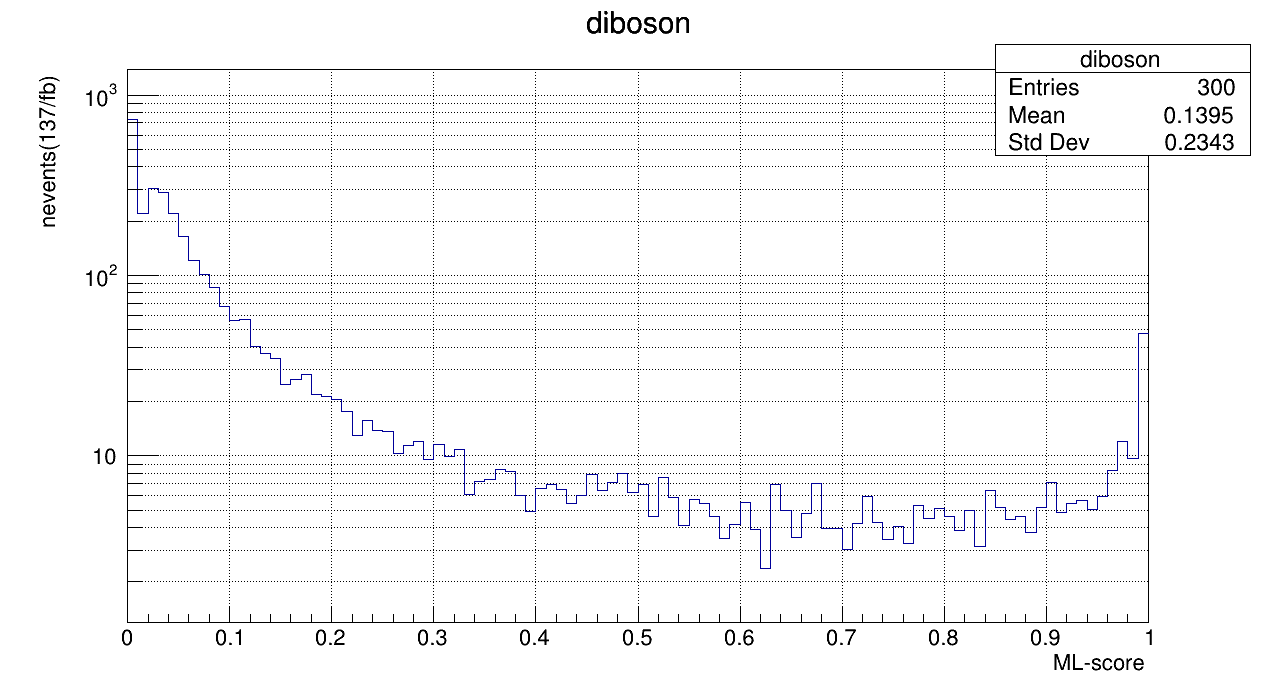 diboson
diboson
Entries 300
Mean 0.1395
Std Dev 0.2343
nevents(137/fb)
10³
10²
10
0 0.1 0.2 0.3 0.4 0.5 0.6 0.7 0.8 0.9 1
ML-score